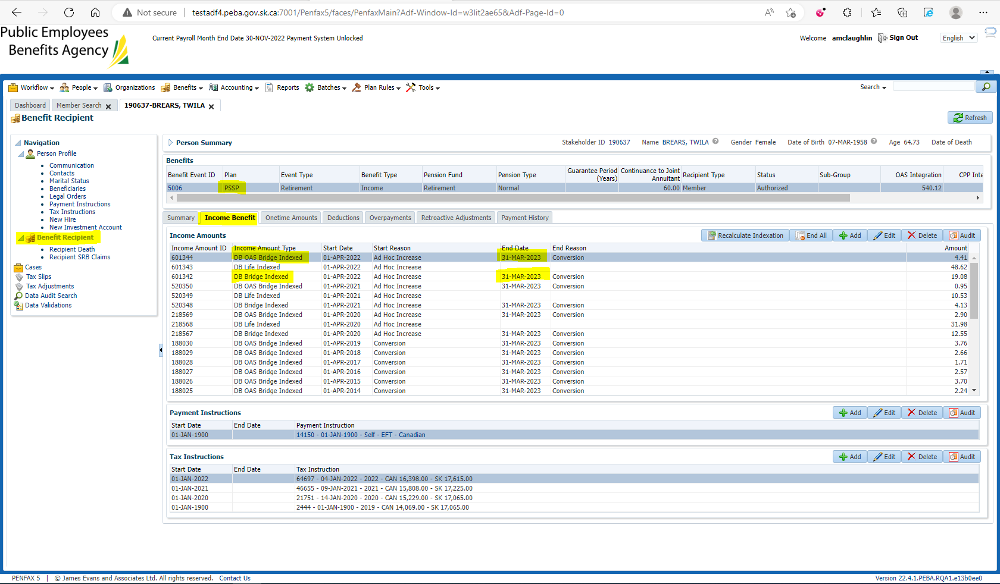 Not secure | testadf4.peba.gov.sk.ca:7001/Penfax5/faces/PenfaxMain?Adf-Window-Id=w3lit2ae65&Adf-Page-Id=0
Public Employees
Benefits Agency
Current Payroll Month End Date 30-NOV-2022 Payment System Unlocked
Welcome amclaughlin Sign Out English
Workflow People Organizations Benefits Accounting Reports Batches Plan Rules Tools Search
Dashboard Member Search 190637-BREARS, TWILA
Benefit Recipient
Refresh
Navigation
Person Profile
Communication
Contacts
Marital Status
Beneficiaries
Legal Orders
Payment Instructions
Tax Instructions
New Hire
New Investment Account
Benefit Recipient
Recipient Death
Recipient SRB Claims
Cases
Tax Slips
Tax Adjustments
Data Audit Search
Data Validations
Person Summary Stakeholder ID 190637 Name BREARS, TWILA Gender Female Date of Birth 07-MAR-1958 Age 64.73 Date of Death
Benefits
Benefit Event ID Plan Event Type Benefit Type Pension Fund Pension Type Guarantee Period (Years) Continuance to Joint Annuitant Recipient Type Status Sub-Group OAS Integration CPP Inte
5006 PSSP Retirement Income Retirement Normal 60.00 Member Authorized 540.12
Summary Income Benefit Onetime Amounts Deductions Overpayments Retroactive Adjustments Payment History
Income Amounts Recalculate Indexation End All Add Edit Delete Audit
Income Amount ID Income Amount Type Start Date Start Reason End Date End Reason Amount
601344 DB OAS Bridge Indexed 01-APR-2022 Ad Hoc Increase 31-MAR-2023 Conversion 4.41
601343 DB Life Indexed 01-APR-2022 Ad Hoc Increase 48.62
601342 DB Bridge Indexed 01-APR-2022 Ad Hoc Increase 31-MAR-2023 Conversion 19.08
520350 DB OAS Bridge Indexed 01-APR-2021 Ad Hoc Increase 31-MAR-2023 Conversion 0.95
520349 DB Life Indexed 01-APR-2021 Ad Hoc Increase 10.53
520348 DB Bridge Indexed 01-APR-2021 Ad Hoc Increase 31-MAR-2023 Conversion 4.13
218569 DB OAS Bridge Indexed 01-APR-2020 Ad Hoc Increase 31-MAR-2023 Conversion 2.90
218568 DB Life Indexed 01-APR-2020 Ad Hoc Increase 31.98
218567 DB Bridge Indexed 01-APR-2020 Ad Hoc Increase 31-MAR-2023 Conversion 12.55
188030 DB OAS Bridge Indexed 01-APR-2019 Conversion 31-MAR-2023 Conversion 3.76
188029 DB OAS Bridge Indexed 01-APR-2018 Conversion 31-MAR-2023 Conversion 2.66
188028 DB OAS Bridge Indexed 01-APR-2017 Conversion 31-MAR-2023 Conversion 1.71
188027 DB OAS Bridge Indexed 01-APR-2016 Conversion 31-MAR-2023 Conversion 2.57
188026 DB OAS Bridge Indexed 01-APR-2015 Conversion 31-MAR-2023 Conversion 3.70
188025 DB OAS Bridge Indexed 01-APR-2014 Conversion 31-MAR-2023 Conversion 2.24
Payment Instructions Add Edit Delete Audit
Start Date End Date Payment Instruction
01-JAN-1900 14150 - 01-JAN-1900 - Self - EFT - Canadian
Tax Instructions Add Edit Delete Audit
Start Date End Date Tax Instruction
01-JAN-2022 64697 - 04-JAN-2022 - 2022 - CAN 16,398.00 - SK 17,615.00
01-JAN-2021 46655 - 09-JAN-2021 - 2021 - CAN 15,808.00 - SK 17,225.00
01-JAN-2020 21751 - 14-JAN-2020 - 2020 - CAN 15,229.00 - SK 17,065.00
01-JAN-1900 2444 - 01-JAN-1900 - 2019 - CAN 14,069.00 - SK 17,065.00
PENFAX 5 | © James Evans and Associates Ltd. All rights reserved. Contact Us Version 22.4.1.PEBA.RQA1.e13b0ee0